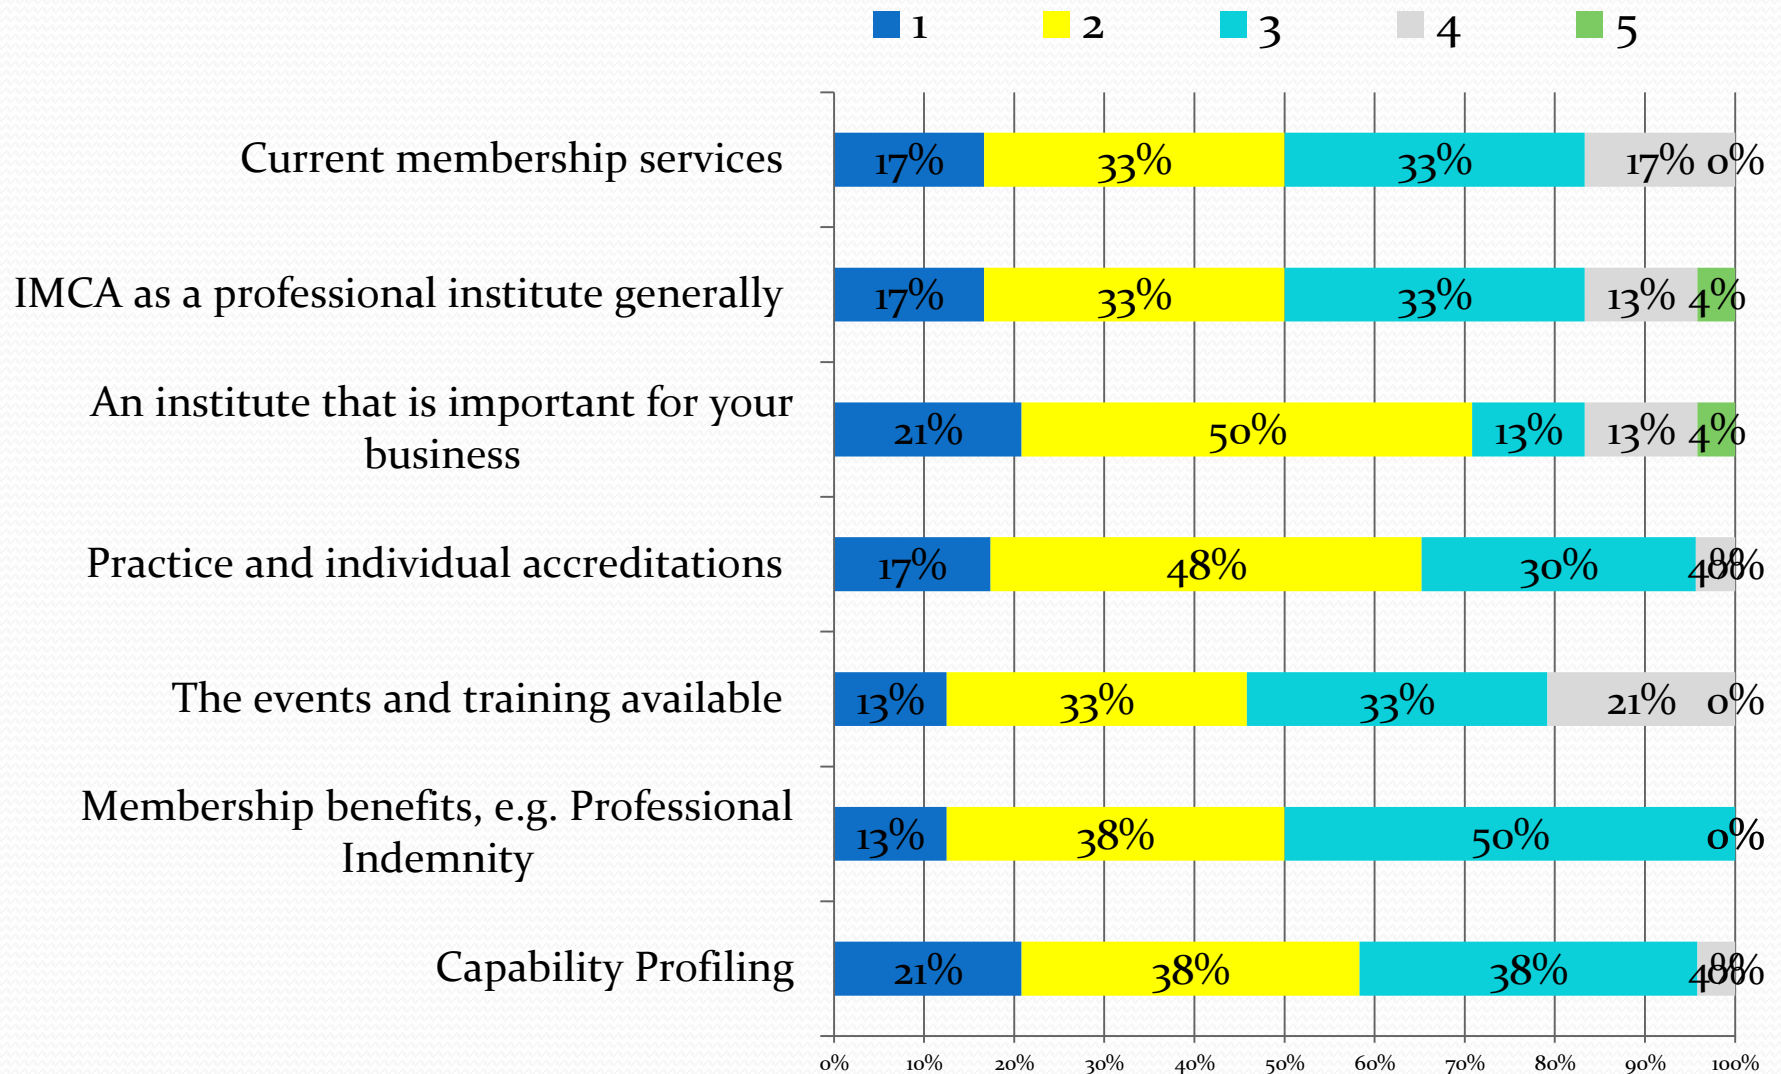 1 2 3 4 5
Current membership services
17% 33% 33% 17% 0%
IMCA as a professional institute generally
17% 33% 33% 13% 4%
An institute that is important for your
business
21% 50% 13% 13% 4%
Practice and individual accreditations
17% 48% 30% 4% 0%
The events and training available
13% 33% 33% 21% 0%
Membership benefits, e.g. Professional
Indemnity
13% 38% 50% 0%
Capability Profiling
21% 38% 38% 4% 0%
0% 10% 20% 30% 40% 50% 60% 70% 80% 90% 100%